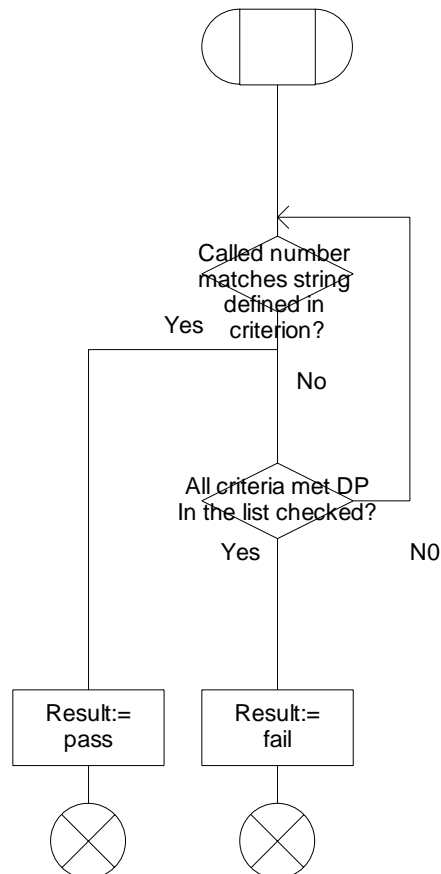 Called number
matches string
defined in
criterion?
Yes
No
All criteria met DP
In the list checked?
Yes
N0
Result:=
pass
Result:=
fail